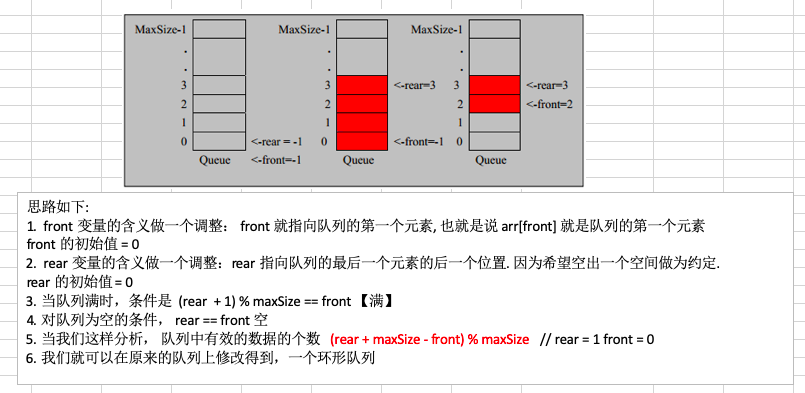 MaxSize-1 MaxSize-1 MaxSize-1
. . .
. . .
3 3 <-rear=3 3 <-rear=3
2 2 2 <-front=2
1 1 1
0 <-rear = -1 0 <-front=-1 0
Queue <-front=-1 Queue Queue
思路如下:
1. front 变量的含义做一个调整： front 就指向队列的第一个元素, 也就是说 arr[front] 就是队列的第一个元素
front 的初始值 = 0
2. rear 变量的含义做一个调整：rear 指向队列的最后一个元素的后一个位置. 因为希望空出一个空间做为约定.
rear 的初始值 = 0
3. 当队列满时，条件是 (rear + 1) % maxSize == front 【满】
4. 对队列为空的条件， rear == front 空
5. 当我们这样分析， 队列中有效的数据的个数 (rear + maxSize - front) % maxSize // rear = 1 front = 0
6. 我们就可以在原来的队列上修改得到，一个环形队列